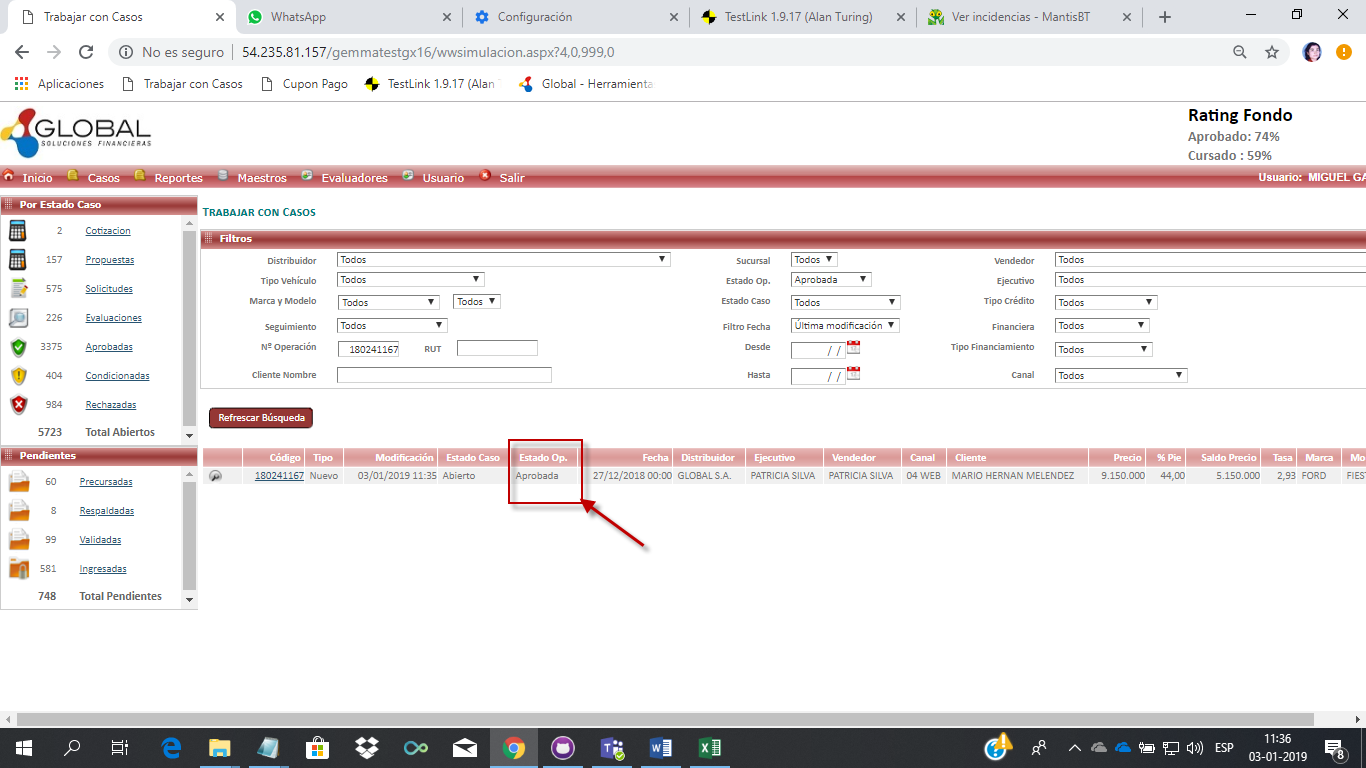 Trabajar con Casos
WhatsApp
Configuración
TestLink 1.9.17 (Alan Turing)
Ver incidencias - MantisBT
No es seguro | 54.235.81.157/gemmatestgx16/wwsimulacion.aspx?4,0,999,0
Aplicaciones Trabajar con Casos Cupon Pago TestLink 1.9.17 (Alan Global - Herramienta
GLOBAL
SOLUCIONES FINANCIERAS
Rating Fondo
Aprobado: 74%
Cursado : 59%
Inicio Casos Reportes Maestros Evaluadores Usuario Salir Usuario: MIGUEL GA
Por Estado Caso
2 Cotizacion
157 Propuestas
575 Solicitudes
226 Evaluaciones
3375 Aprobadas
404 Condicionadas
984 Rechazadas
5723 Total Abiertos
Pendientes
60 Precursadas
8 Respaldadas
99 Validadas
581 Ingresadas
748 Total Pendientes
TRABAJAR CON CASOS
Filtros
Distribuidor Todos Sucursal Todos Vendedor Todos
Tipo Vehículo Todos Estado Op. Aprobada Ejecutivo Todos
Marca y Modelo Todos Todos Estado Caso Todos Tipo Crédito Todos
Seguimiento Todos Filtro Fecha Última modificación Financiera Todos
Nº Operación 180241167 RUT Desde / / Tipo Financiamiento Todos
Cliente Nombre Hasta / / Canal Todos
Refrescar Búsqueda
Código Tipo Modificación Estado Caso Estado Op. Fecha Distribuidor Ejecutivo Vendedor Canal Cliente Precio % Pie Saldo Precio Tasa Marca Mo
180241167 Nuevo 03/01/2019 11:35 Abierto Aprobada 27/12/2018 00:00 GLOBAL S.A. PATRICIA SILVA PATRICIA SILVA 04 WEB MARIO HERNAN MELENDEZ 9.150.000 44,00 5.150.000 2,93 FORD FIES
ESP
11:36
03-01-2019
8